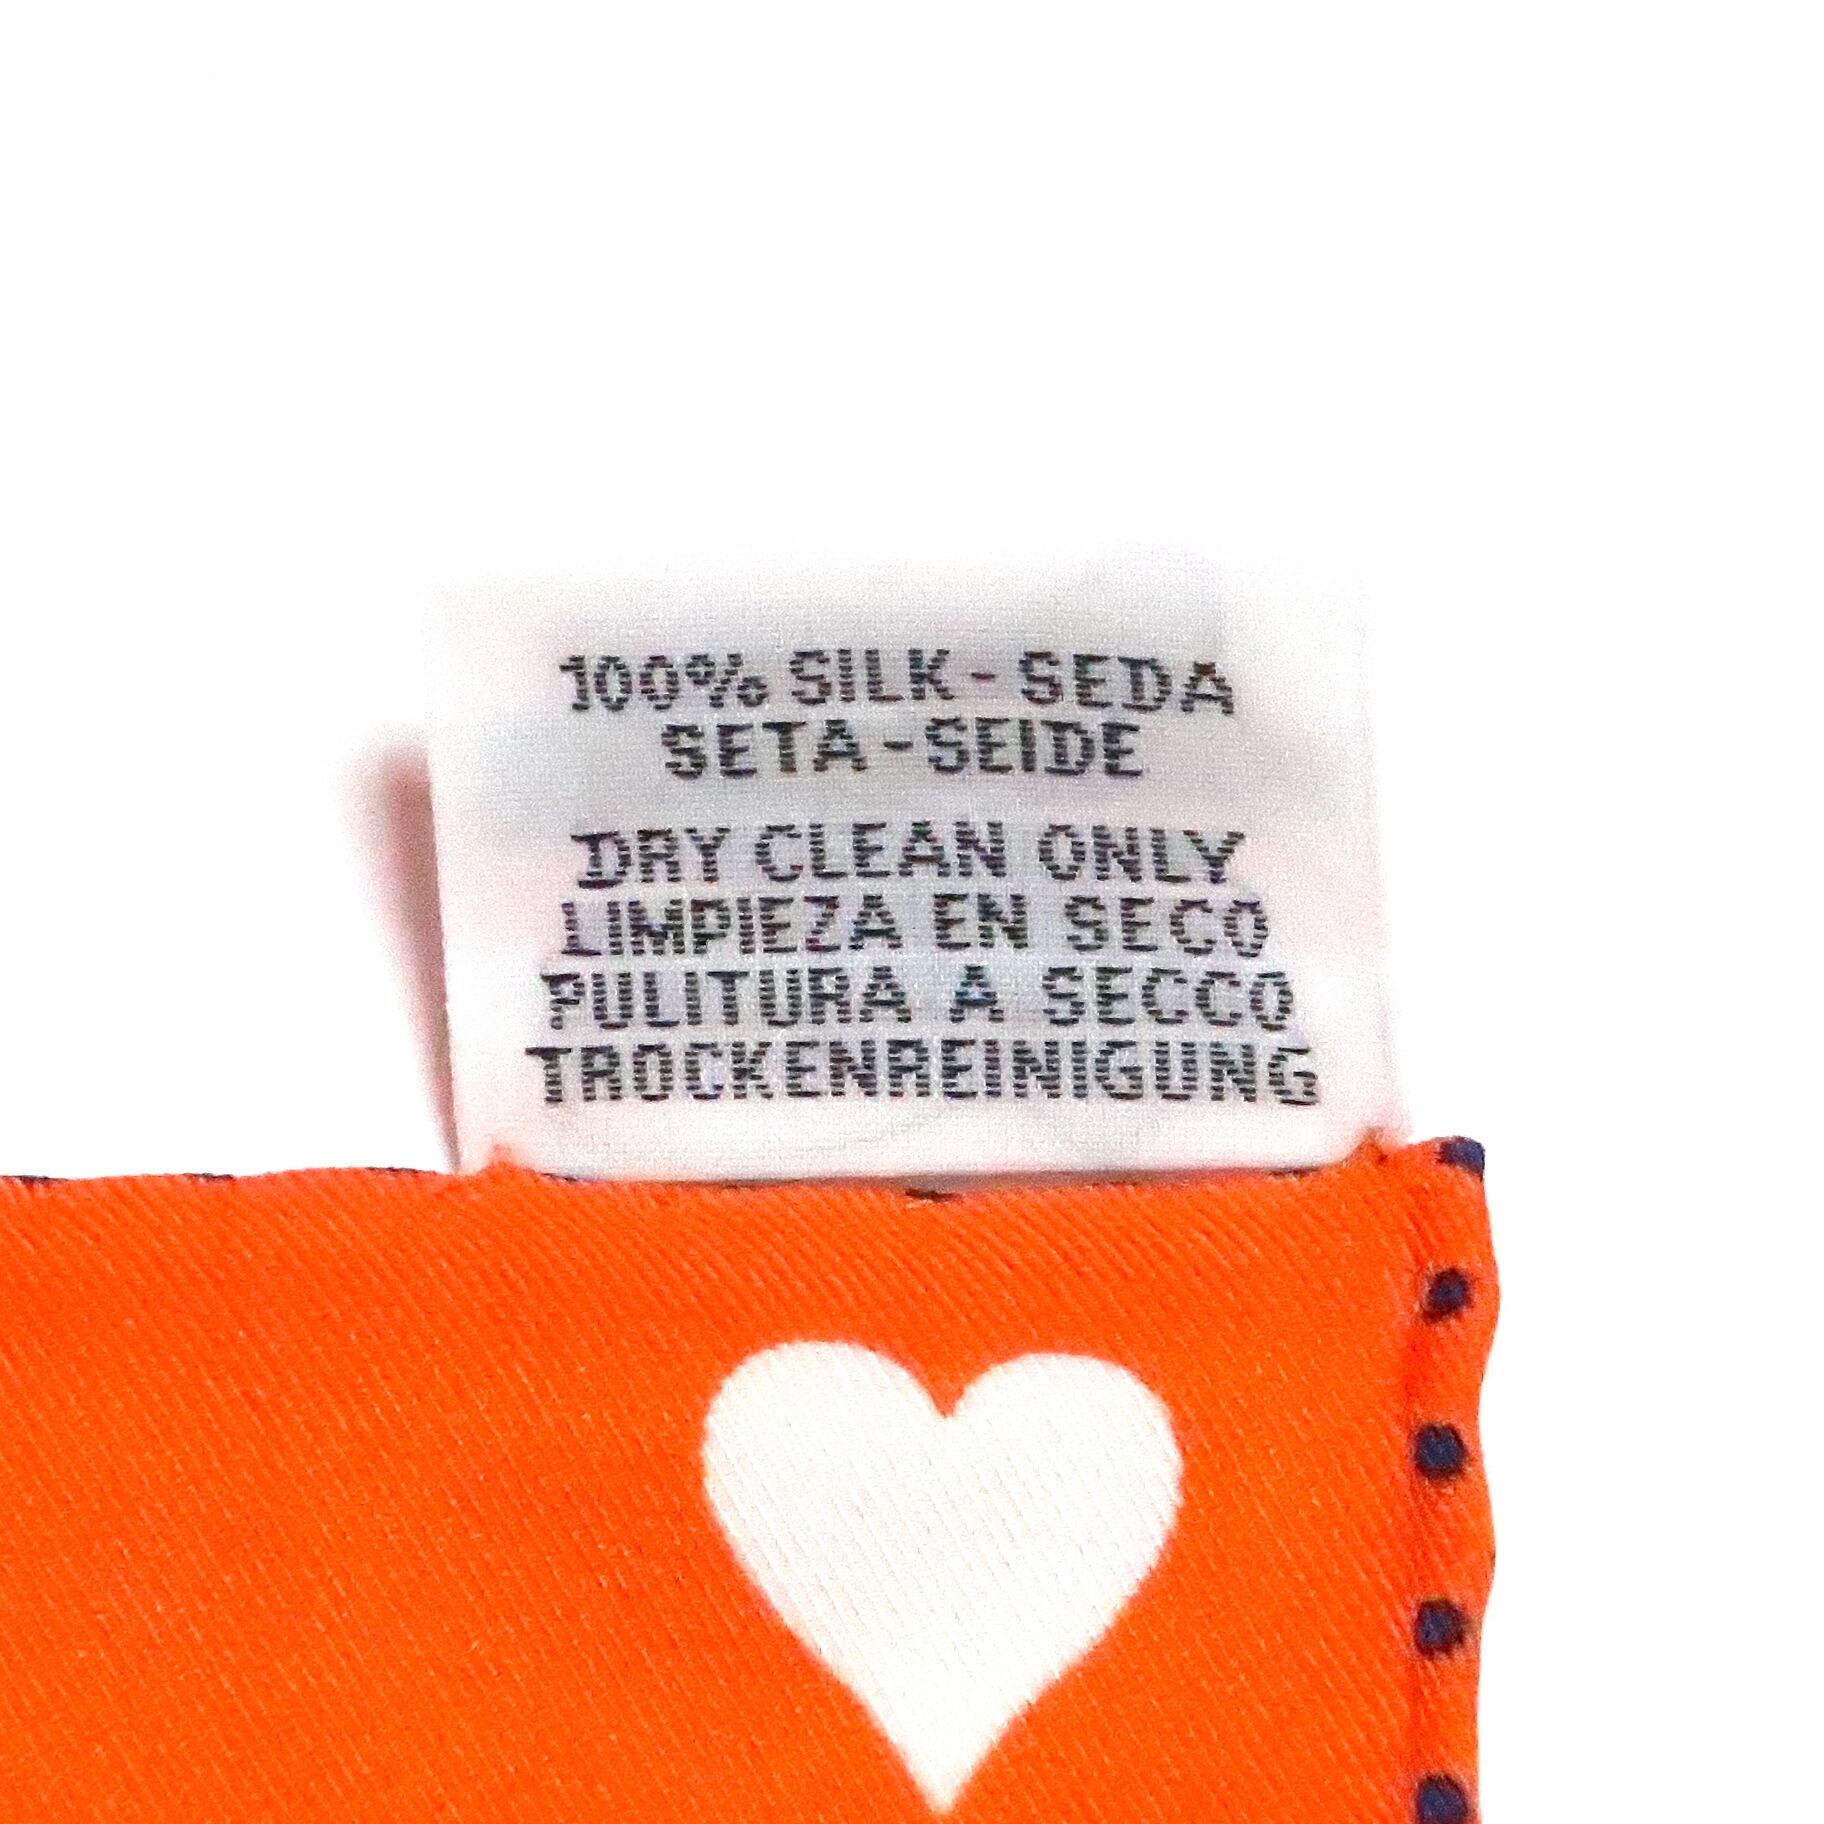 100% SILK - SEDA
SETA - SEIDE
DRY CLEAN ONLY
LIMPIEZA EN SECO
PULITURA A SECCO
TROCKENREINIGUNG